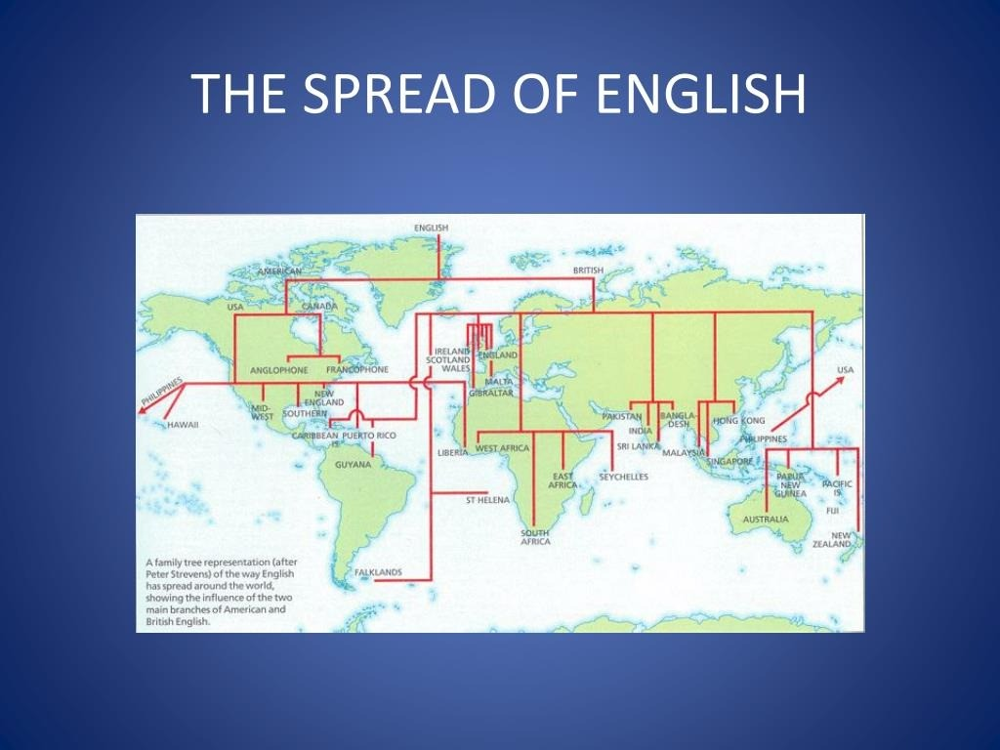 THE SPREAD OF ENGLISH
ENGLISH
AMERICAN
BRITISH
USA
CANADA
IRELAND
SCOTLAND
WALES
ENGLAND
ANGLOPHONE
FRANCOPHONE
MALTA
GIBRALTAR
USA
PHILIPPINES
HAWAII
MID-
WEST
SOUTHERN
NEW
ENGLAND
CARIBBEAN
IS
PUERTO RICO
GUYANA
LIBERIA
WEST AFRICA
EAST
AFRICA
SEYCHELLES
ST HELENA
SOUTH
AFRICA
FALKLANDS
PAKISTAN
INDIA
BANGLA-
DESH
SRI LANKA
HONG KONG
MALAYSIA
SINGAPORE
PHILIPPINES
PAPUA
NEW
GUINEA
PACIFIC
IS
FIJI
AUSTRALIA
NEW
ZEALAND
A family tree representation (after
Peter Strevens) of the way English
has spread around the world,
showing the influence of the two
main branches of American and
British English.